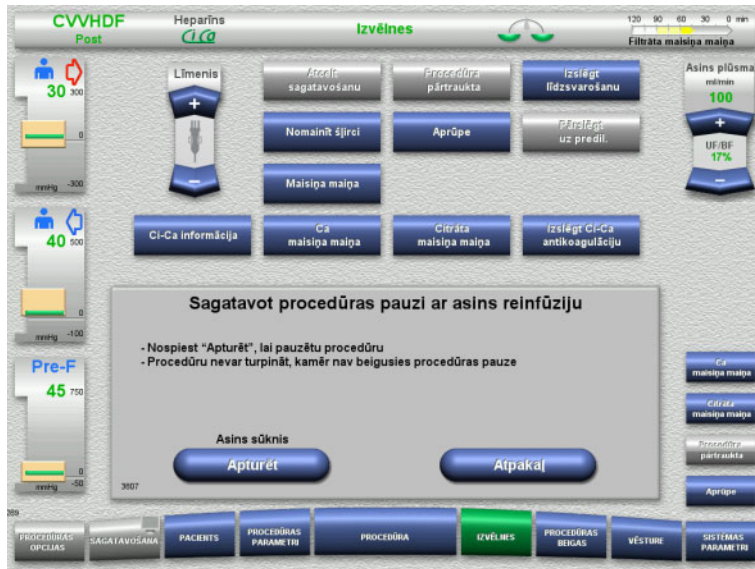 CVVHDF
Post
Heparīns
Ci Ca
Izvēlnes
120 90 60 30 0 min
Filtrāta maisiņa maiņa
30
300
0
mmHg
-300
Līmenis
+
−
Atcelt
sagatavošanu
Procedūra
pārtraukta
Izslēgt
līdzsvarošanu
Asins plūsma
ml/min
100
+
UF/BF
17%
−
Nomainīt šļirci
Aprūpe
Pārslēgt
uz predil.
Maisiņa maiņa
40
500
0
mmHg
-100
Ci-Ca informācija
Ca
maisiņa maiņa
Citrāta
maisiņa maiņa
Izslēgt Ci-Ca
antikoagulāciju
Sagatavot procedūras pauzi ar asins reinfūziju
- Nospiest “Apturēt”, lai pauzētu procedūru
- Procedūru nevar turpināt, kamēr nav beigusies procedūras pauze
Asins sūknis
Apturēt
Atpakaļ
3607
Pre-F
45
750
0
mmHg
-50
Ca
maisiņa maiņa
Citrāta
maisiņa maiņa
Procedūra
pārtraukta
Aprūpe
089
PROCEDŪRAS
OPCIJAS
SAGATAVOŠANA
PACIENTS
PROCEDŪRAS
PARAMETRI
PROCEDŪRA
IZVĒLNES
PROCEDŪRAS
BEIGAS
VĒSTURE
SISTĒMAS
PARAMETRI